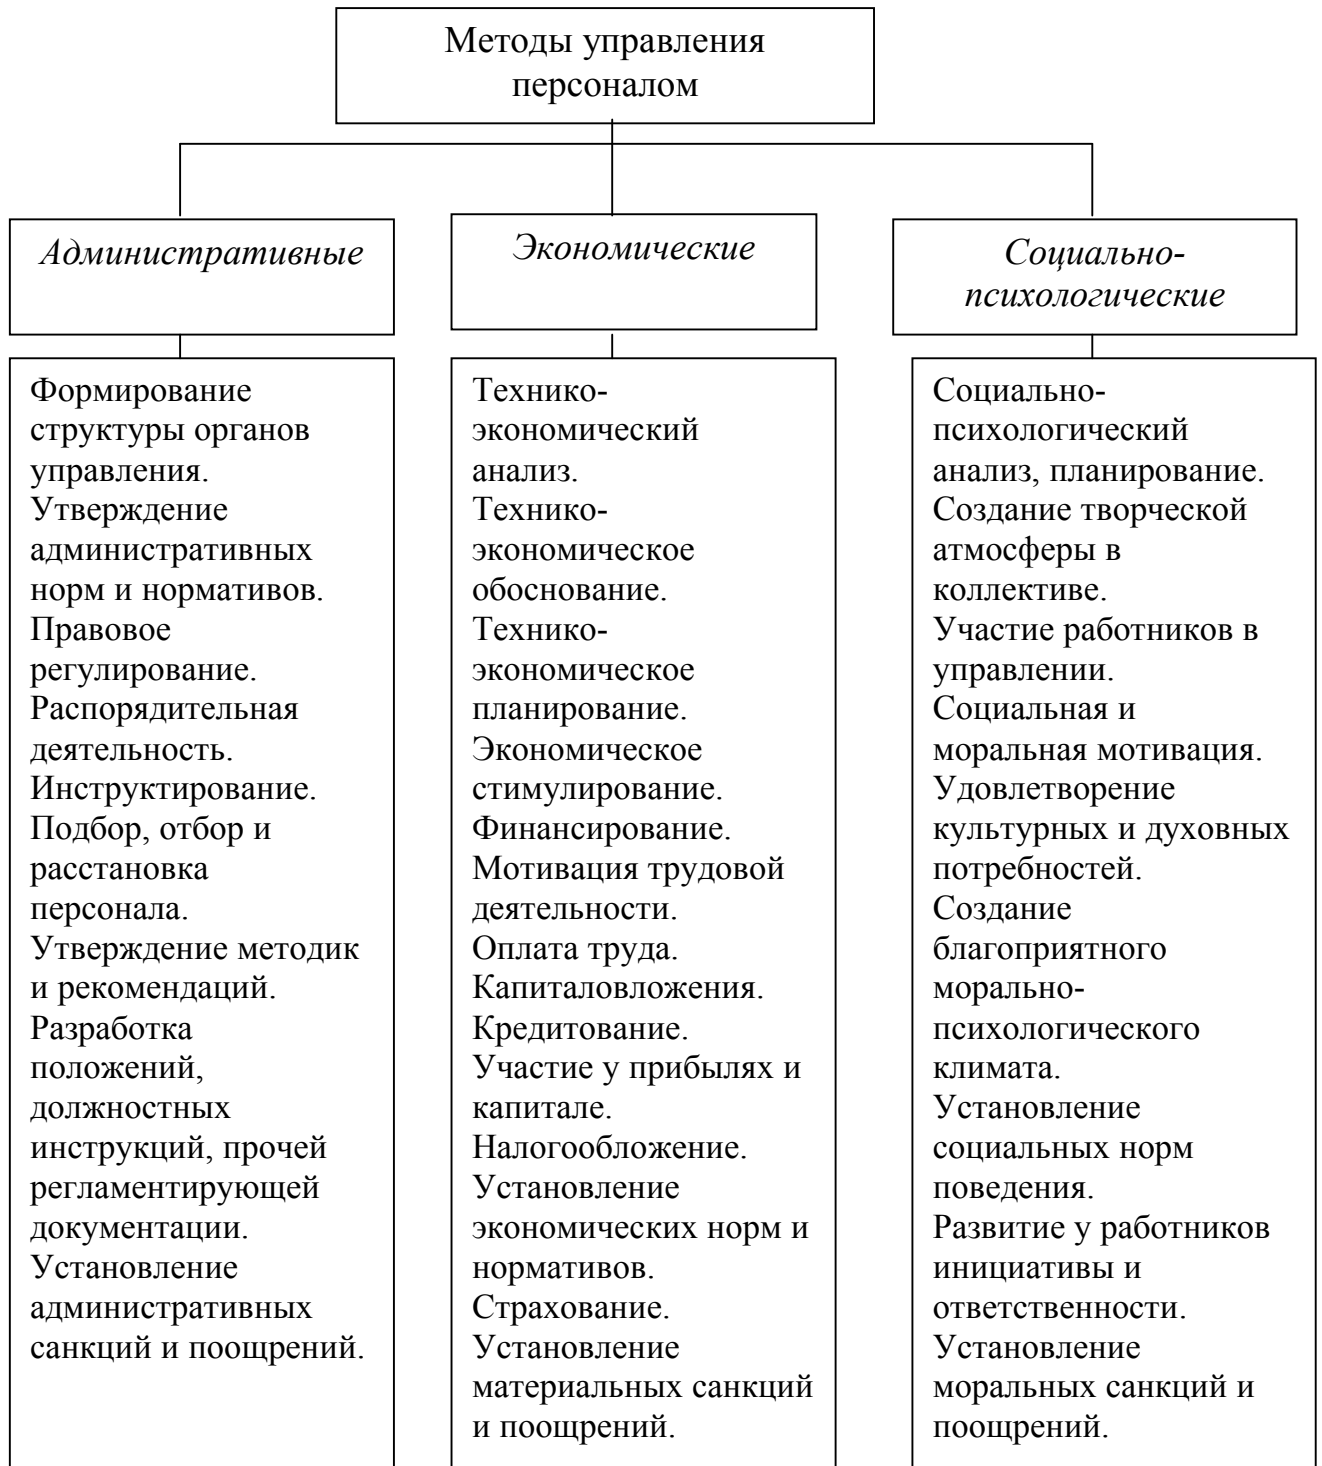 Методы управления
персоналом
Административные
Экономические
Социально-
психологические
Формирование
структуры органов
управления.
Утверждение
административных
норм и нормативов.
Правовое
регулирование.
Распорядительная
деятельность.
Инструктирование.
Подбор, отбор и
расстановка
персонала.
Утверждение методик
и рекомендаций.
Разработка
положений,
должностных
инструкций, прочей
регламентирующей
документации.
Установление
административных
санкций и поощрений.
Технико-
экономический
анализ.
Технико-
экономическое
обоснование.
Технико-
экономическое
планирование.
Экономическое
стимулирование.
Финансирование.
Мотивация трудовой
деятельности.
Оплата труда.
Капиталовложения.
Кредитование.
Участие у прибылях и
капитале.
Налогообложение.
Установление
экономических норм и
нормативов.
Страхование.
Установление
материальных санкций
и поощрений.
Социально-
психологический
анализ, планирование.
Создание творческой
атмосферы в
коллективе.
Участие работников в
управлении.
Социальная и
моральная мотивация.
Удовлетворение
культурных и духовных
потребностей.
Создание
благоприятного
морально-
психологического
климата.
Установление
социальных норм
поведения.
Развитие у работников
инициативы и
ответственности.
Установление
моральных санкций и
поощрений.